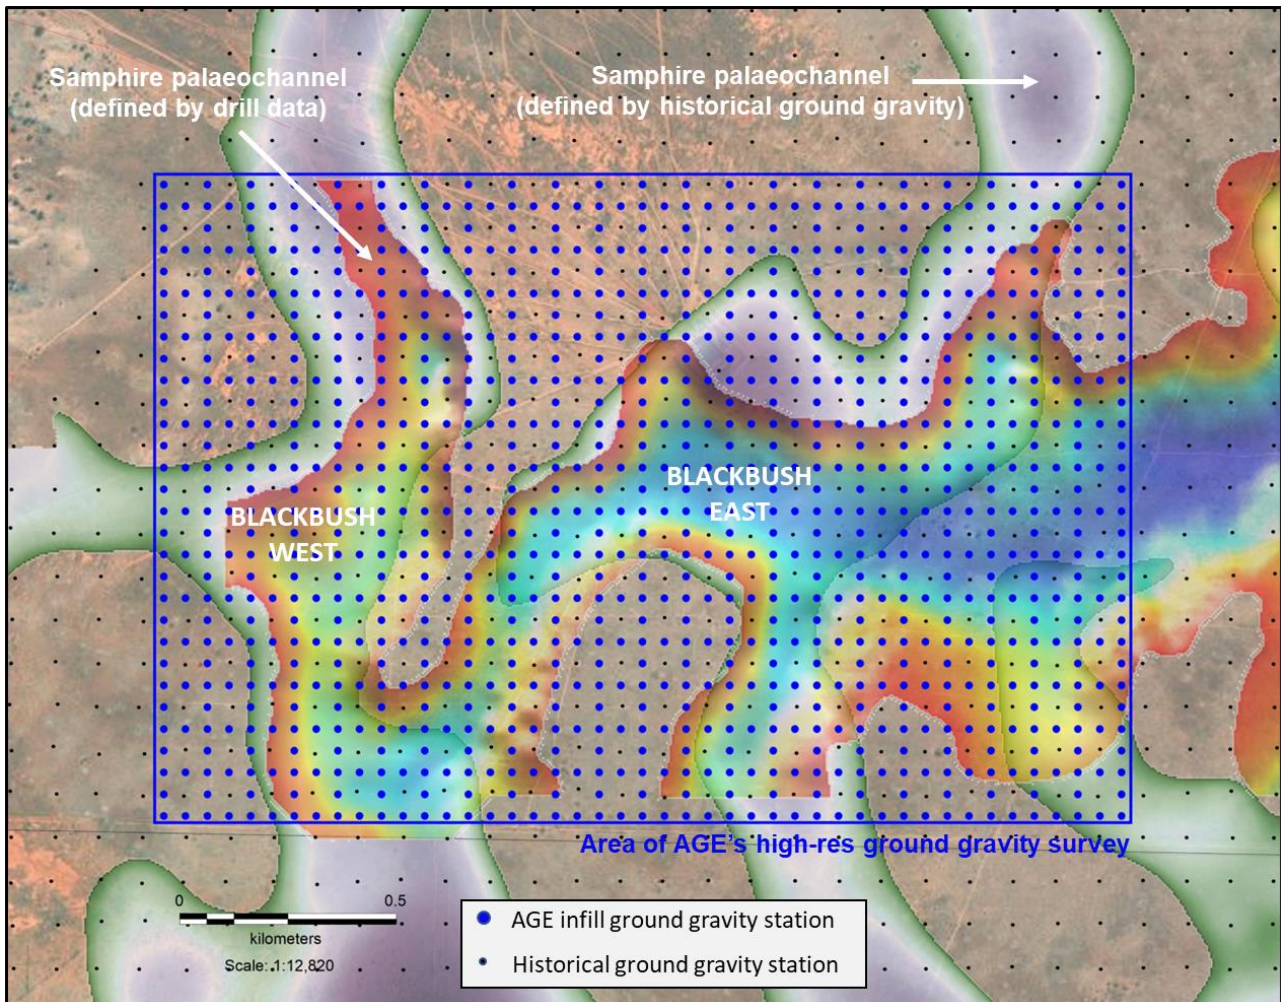 Samphire palaeochannel
(defined by drill data)
Samphire palaeochannel
(defined by historical ground gravity)
BLACKBUSH
WEST
BLACKBUSH
EAST
Area of AGE's high-res ground gravity survey
0 0.5
kilometers
Scale: 1:12,820
AGE infill ground gravity station
Historical ground gravity station